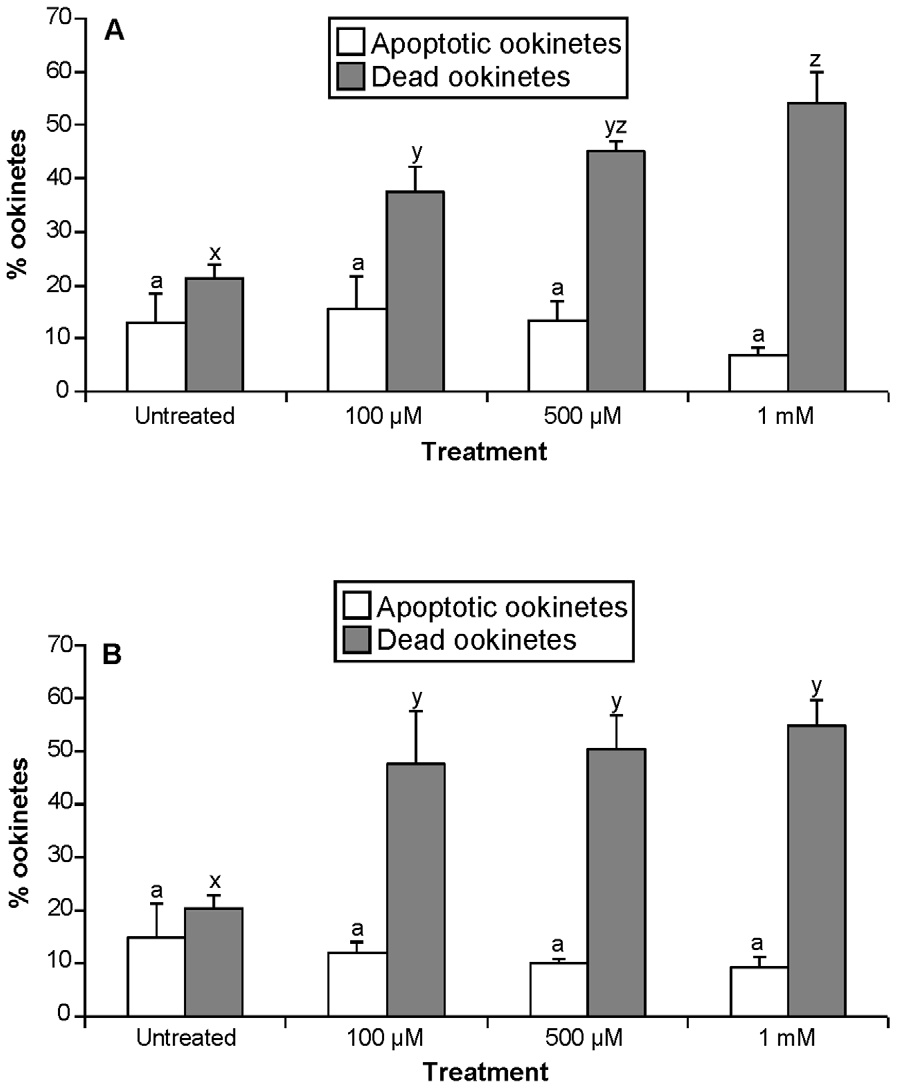 A
Apoptotic ookinetes
Dead ookinetes
70
60
50
40
30
20
10
0
% ookinetes
a
x
a
y
a
yz
a
z
Untreated
100 µM
500 µM
1 mM
Treatment
B
Apoptotic ookinetes
Dead ookinetes
70
60
50
40
30
20
10
0
% ookinetes
a
x
a
y
a
y
a
y
Untreated
100 µM
500 µM
1 mM
Treatment